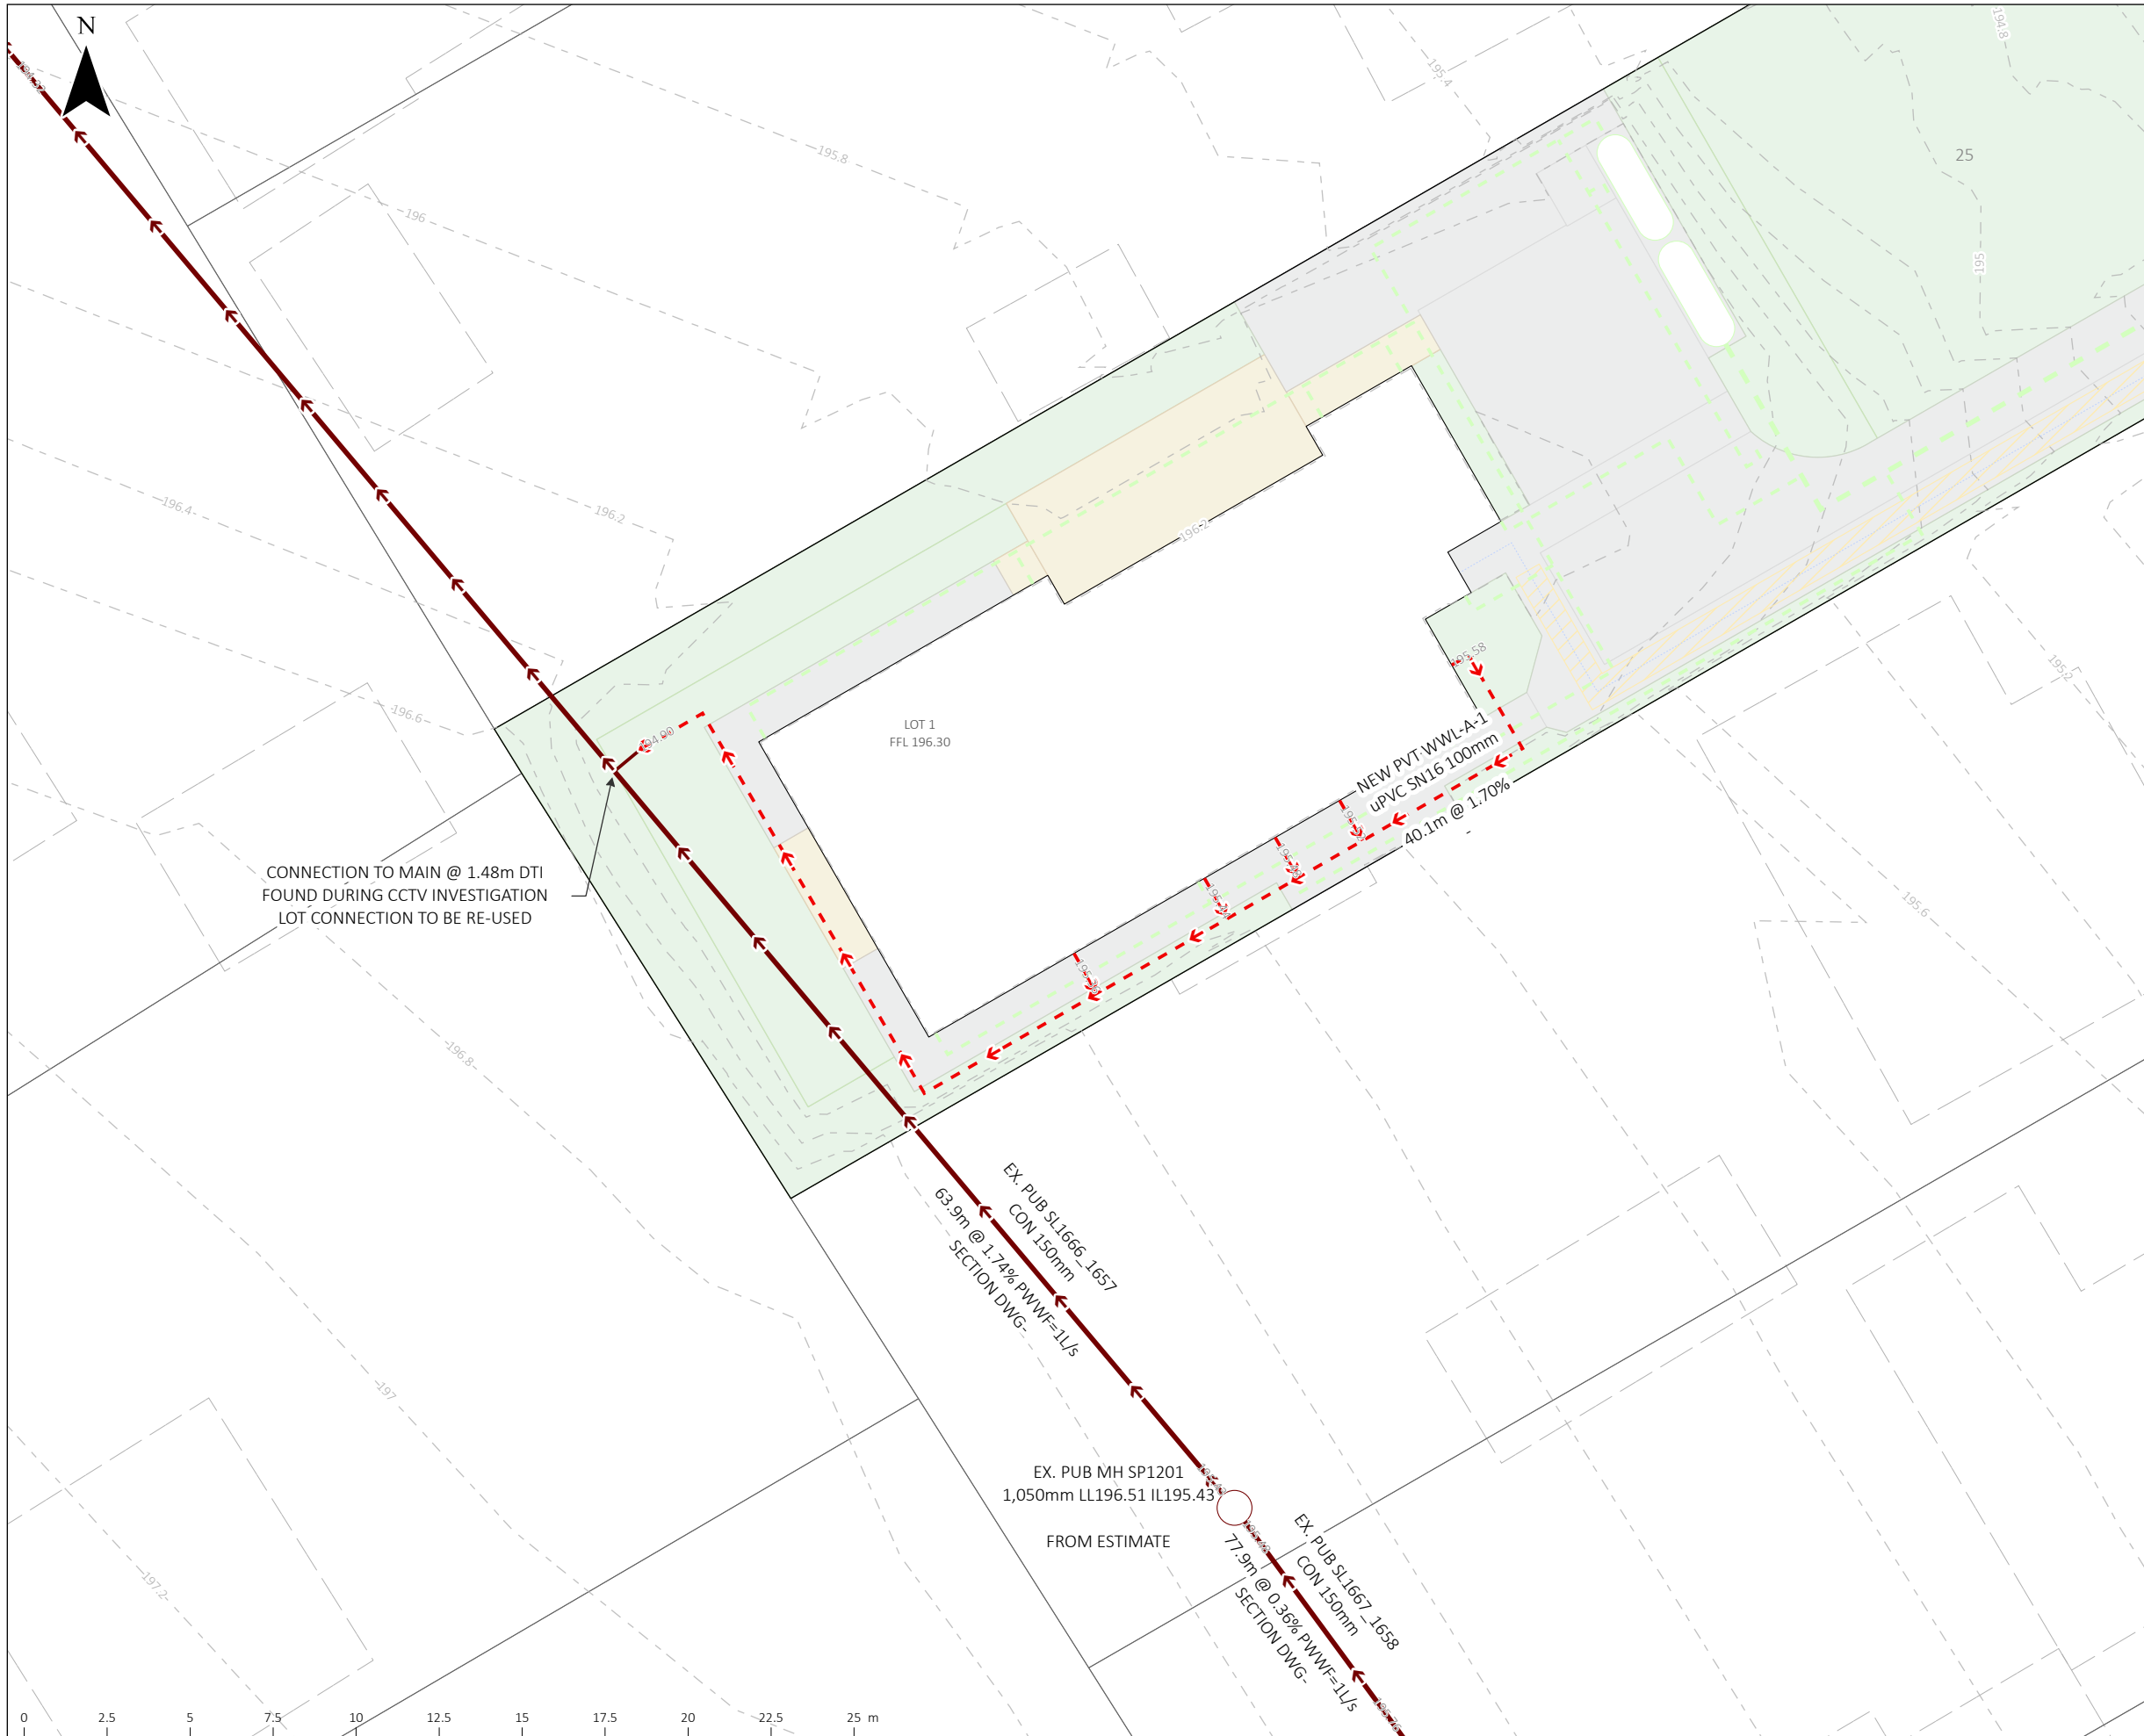 N
194.8
195.4
195.8
25
196
195
196.4
196.2
196.2
195.58
195.2
196.6
LOT 1
FFL 196.30
NEW PVT WWL-A-1
uPVC SN16 100mm
40.1m @ 1.70%
-
CONNECTION TO MAIN @ 1.48m DTI
FOUND DURING CCTV INVESTIGATION
LOT CONNECTION TO BE RE-USED
195.6
196.8
EX. PUB SL1666_1657
CON 150mm
63.9m @ 1.74% PWWF=1L/s
SECTION DWG-
197
EX. PUB MH SP1201
1,050mm LL196.51 IL195.43
FROM ESTIMATE
EX. PUB SL1667_1658
CON 150mm
77.9m @ 0.36% PWWF=1L/s
SECTION DWG-
197.2
0 2.5 5 7.5 10 12.5 15 17.5 20 22.5 25 m